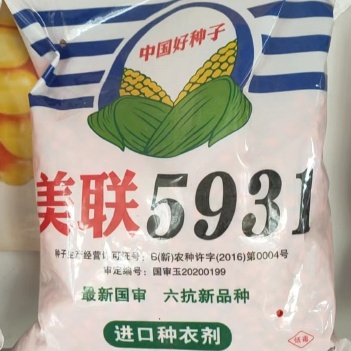 中国好种子
美联5931
种子生产经营许可证号：G(新)农种许字(2016)第0004号
审定编号：国审玉20200199
最新国审 六抗新品种
进口种衣剂